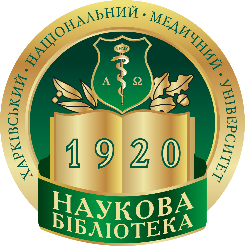 ХАРКІВСЬКИЙ · НАЦІОНАЛЬНИЙ · МЕДИЧНИЙ · УНІВЕРСИТЕТ
Α Ω
1920
НАУКОВА
БІБЛІОТЕКА